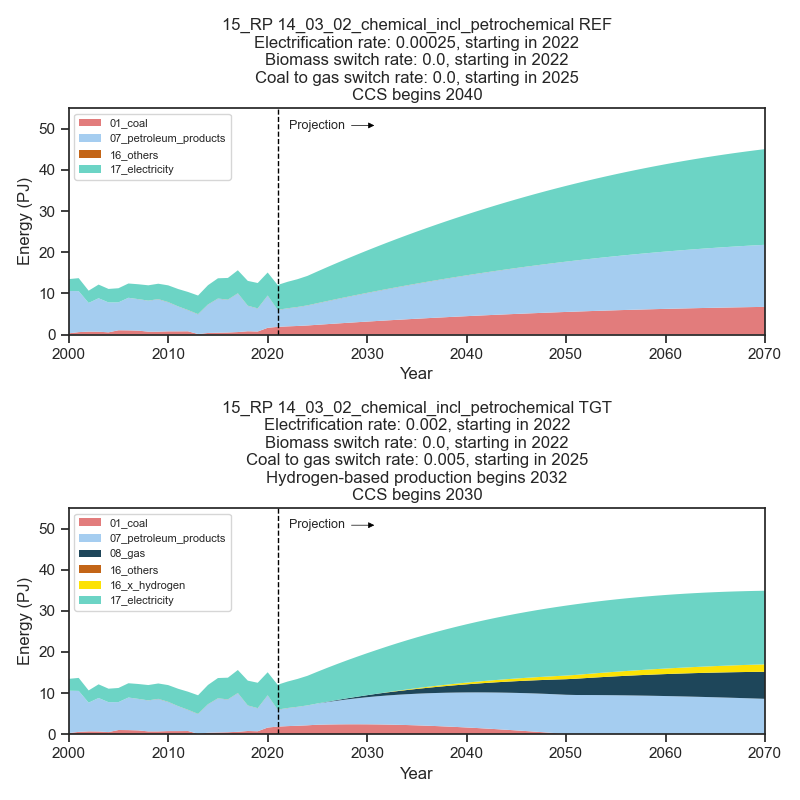 15_RP 14_03_02_chemical_incl_petrochemical REF
Electrification rate: 0.00025, starting in 2022
Biomass switch rate: 0.0, starting in 2022
Coal to gas switch rate: 0.0, starting in 2025
CCS begins 2040
01_coal
07_petroleum_products
16_others
17_electricity
Projection
50
40
30
20
10
0
Energy (PJ)
2000 2010 2020 2030 2040 2050 2060 2070
Year
15_RP 14_03_02_chemical_incl_petrochemical TGT
Electrification rate: 0.002, starting in 2022
Biomass switch rate: 0.0, starting in 2022
Coal to gas switch rate: 0.005, starting in 2025
Hydrogen-based production begins 2032
CCS begins 2030
01_coal
07_petroleum_products
08_gas
16_others
16_x_hydrogen
17_electricity
Projection
50
40
30
20
10
0
Energy (PJ)
2000 2010 2020 2030 2040 2050 2060 2070
Year